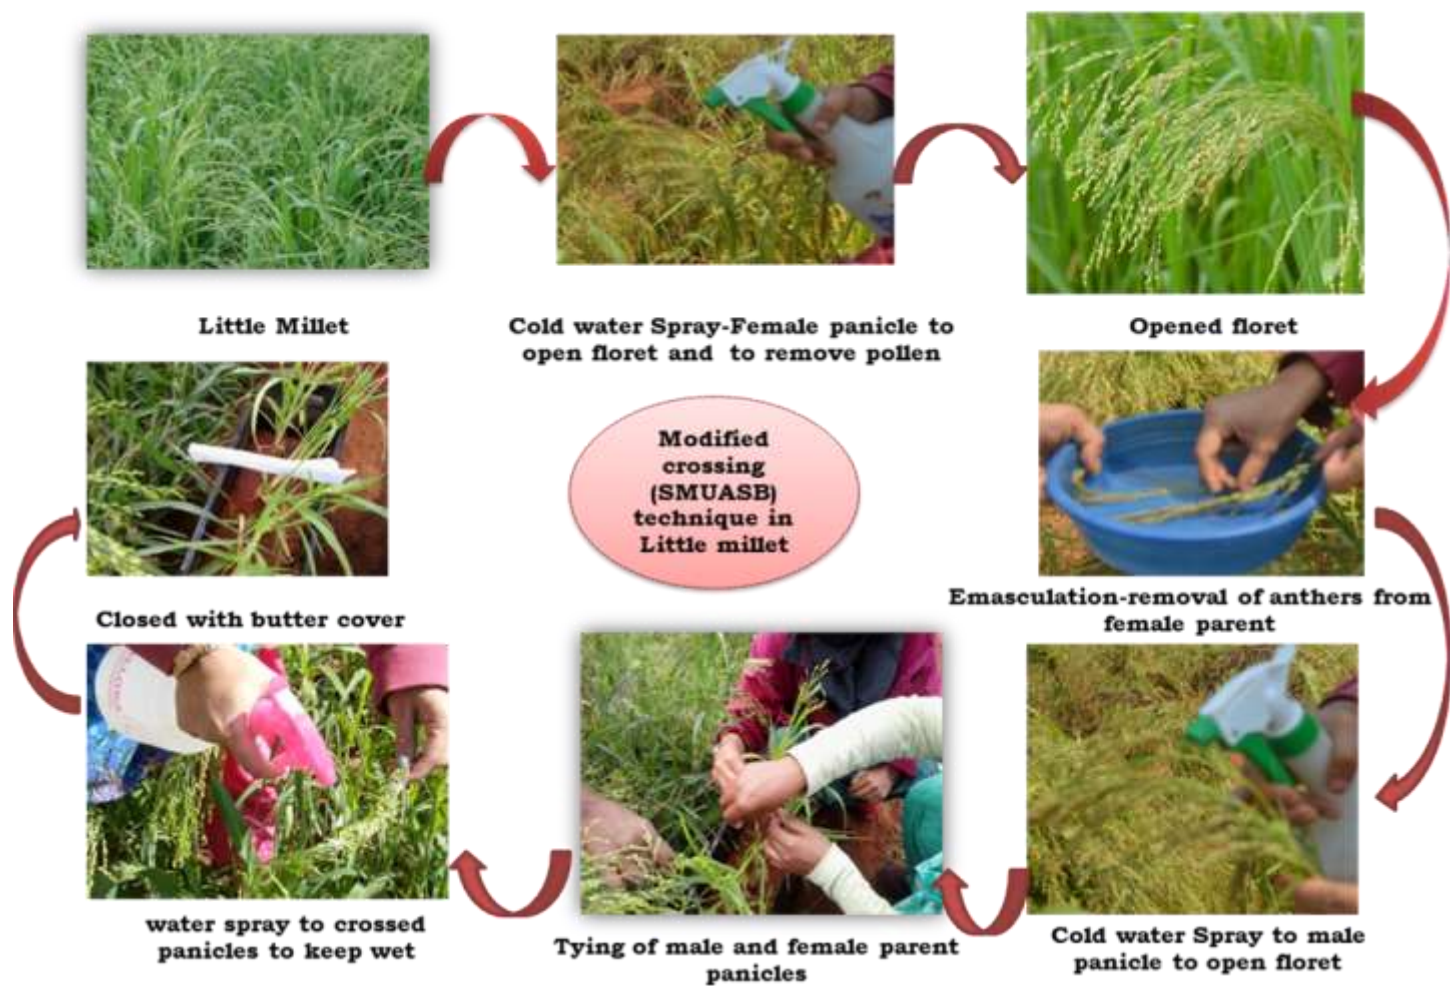 Little Millet
Cold water Spray-Female panicle to
open floret and  to remove pollen
Opened floret
Modified
crossing
(SMUASB)
technique in
Little millet
Emasculation-removal of anthers from
female parent
Cold water Spray to male
panicle to open floret
Tying of male and female parent
panicles
water spray to crossed
panicles to keep wet
Closed with butter cover